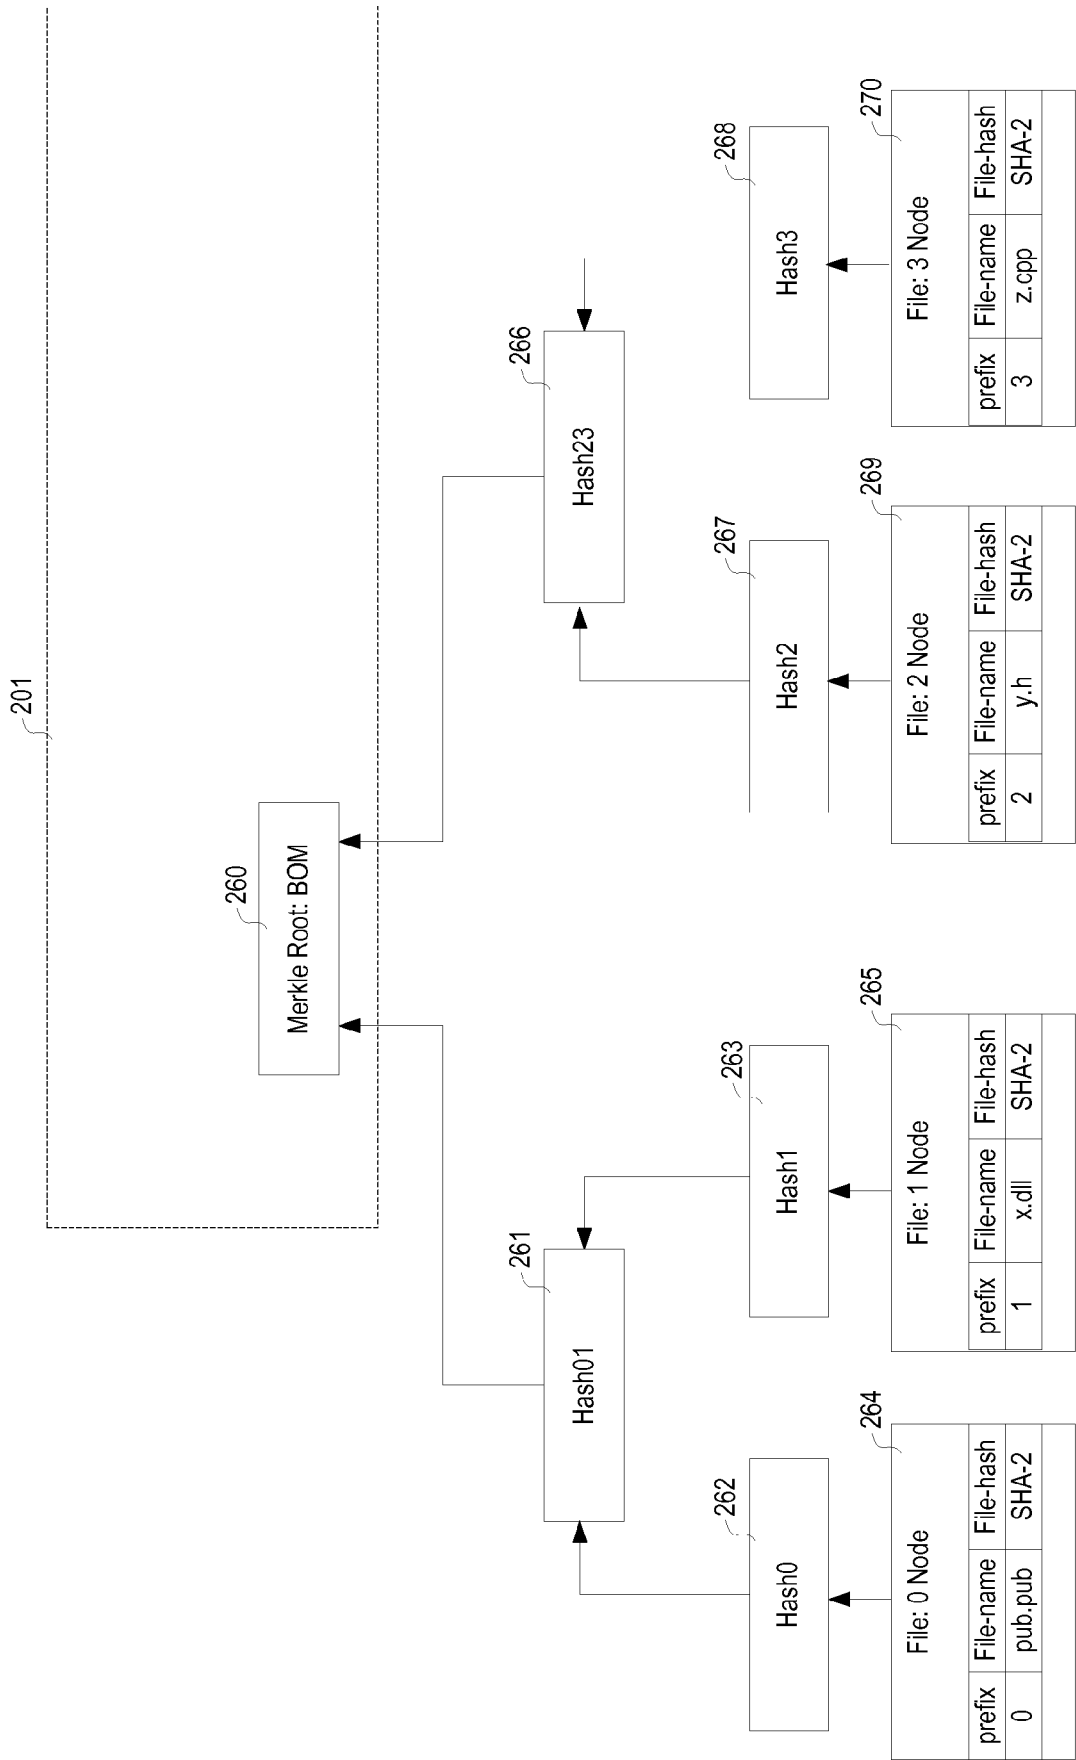 201
260
Merkle Root: BOM
261
Hash01
266
Hash23
262
Hash0
263
Hash1
267
Hash2
268
Hash3
264
File: 0 Node
prefix File-name File-hash
0 pub.pub SHA-2
265
File: 1 Node
prefix File-name File-hash
1 x.dll SHA-2
269
File: 2 Node
prefix File-name File-hash
2 y.h SHA-2
270
File: 3 Node
prefix File-name File-hash
3 z.cpp SHA-2